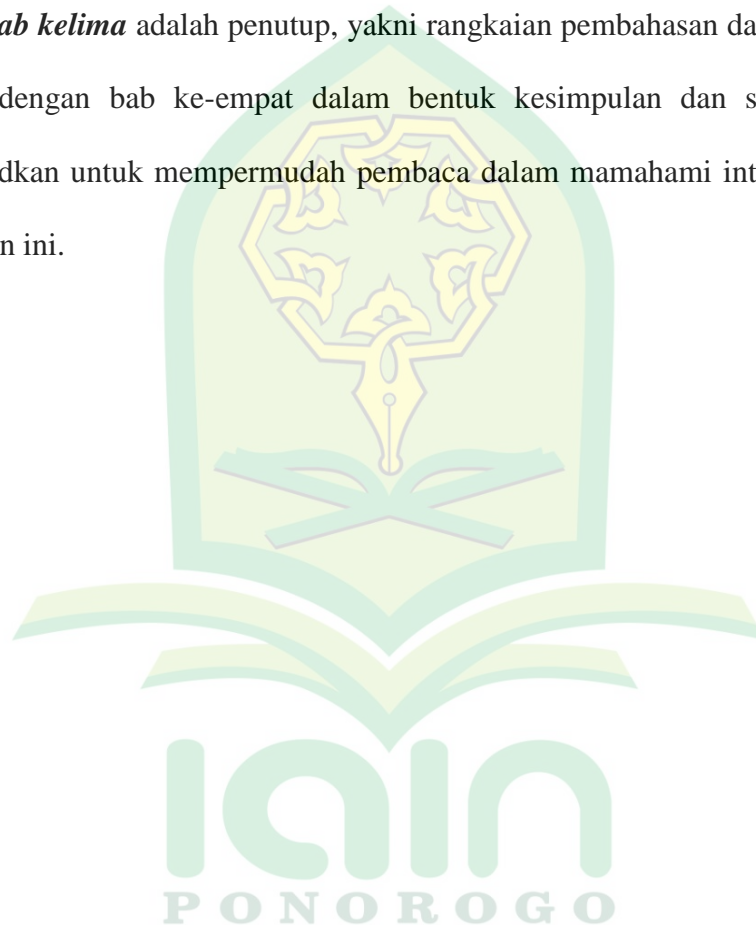 ab kelima adalah penutup, yakni rangkaian pembahasan da
dengan bab ke-empat dalam bentuk kesimpulan dan s
dkan untuk mempermudah pembaca dalam mamahami int
n ini.
iain
PONOROGO